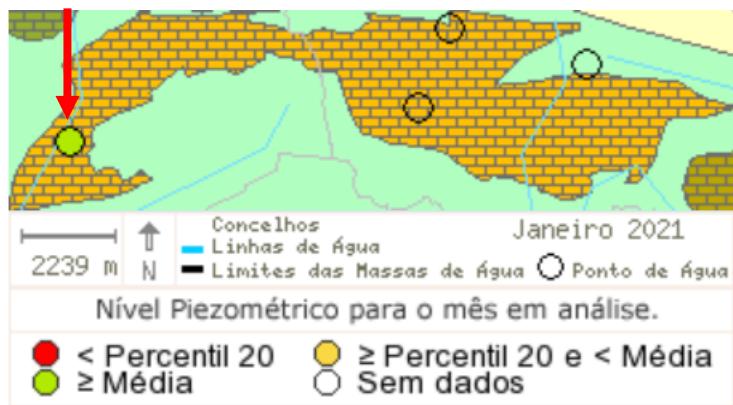 Concelhos
Linhas de Água
Limites das Massas de Água
Janeiro 2021
Ponto de Água
2239 m
N
Nível Piezométrico para o mês em análise.
< Percentil 20
≥ Percentil 20 e < Média
≥ Média
Sem dados